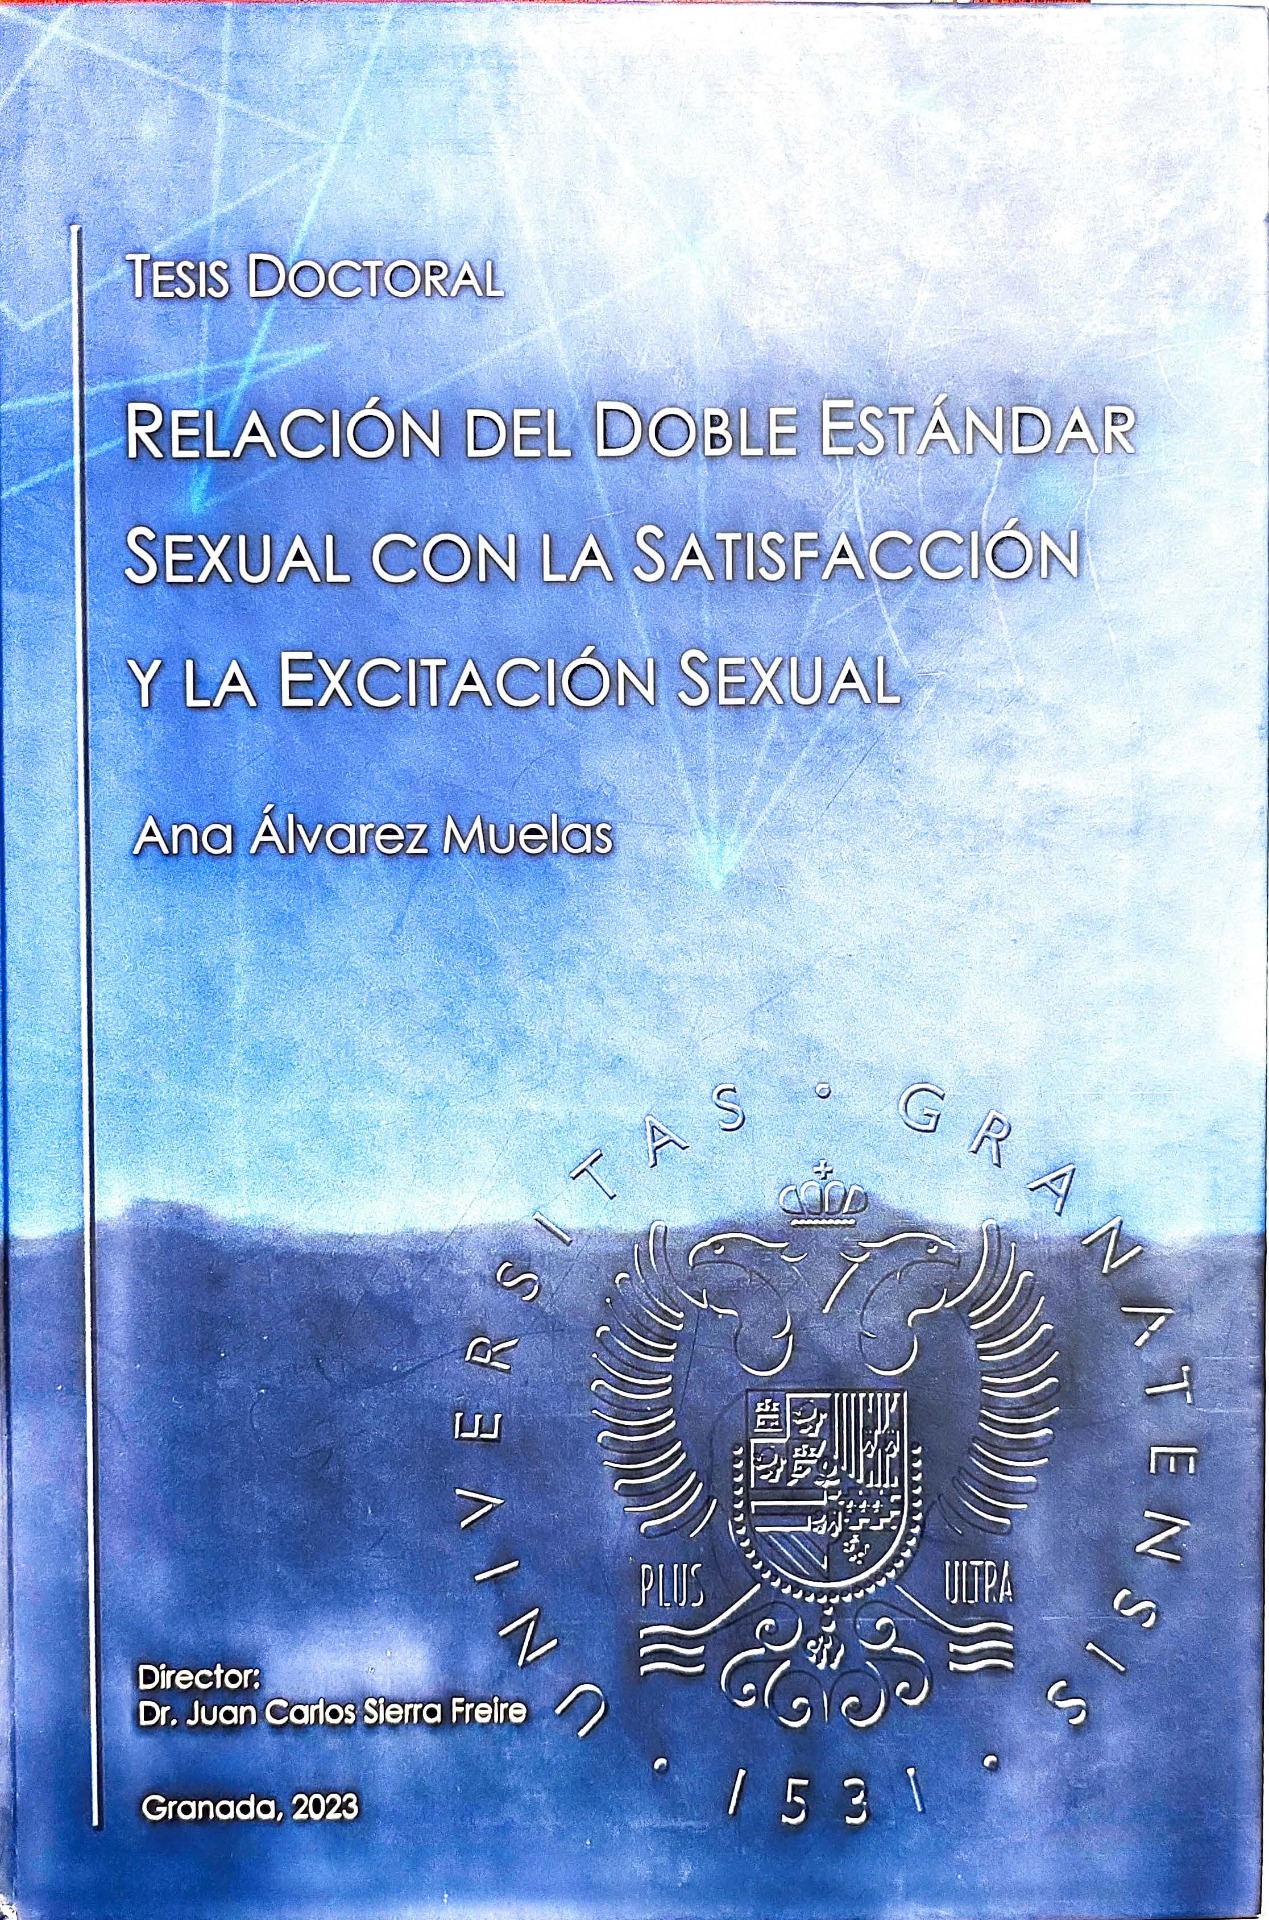 TESIS DOCTORAL
RELACIÓN DEL DOBLE ESTÁNDAR
SEXUAL CON LA SATISFACCIÓN
Y LA EXCITACIÓN SEXUAL
Ana Álvarez Muelas
UNIVERSITAS · GRANATENSIS
PLUS ULTRA
Director:
Dr. Juan Carlos Sierra Freire
· 1531 ·
Granada, 2023